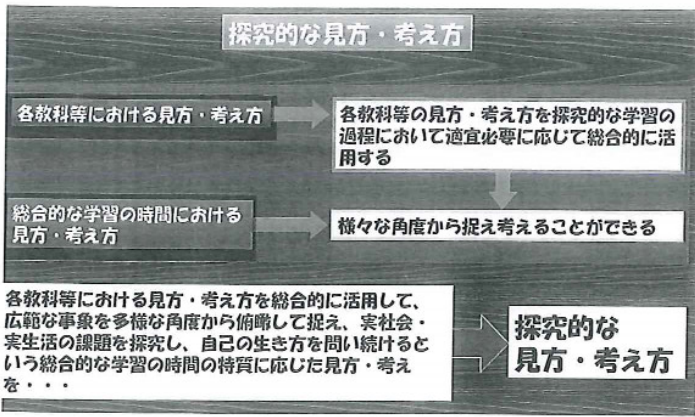 探究的な見方・考え方
各教科等における見方・考え方
各教科等の見方・考え方を探究的な学習の
過程において適宜必要に応じて総合的に活
用する
総合的な学習の時間における
見方・考え方
様々な角度から捉え考えることができる
各教科等における見方・考え方を総合的に活用して、
広範な事象を多様な角度から俯瞰して捉え、実社会・
実生活の課題を探究し、自己の生き方を問い続けると
いう総合的な学習の時間の特質に応じた見方・考え
を・・・
探究的な
見方・考え方